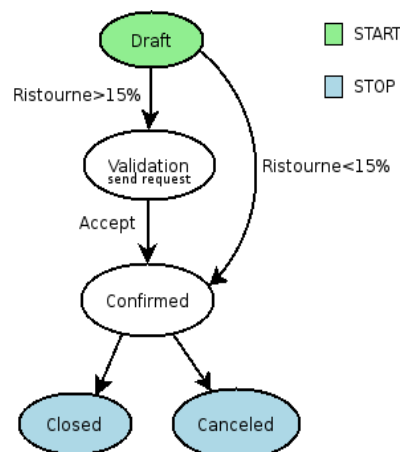 Draft
START
STOP
Ristourne>15%
Validation
send request
Ristourne<15%
Accept
Confirmed
Closed
Canceled